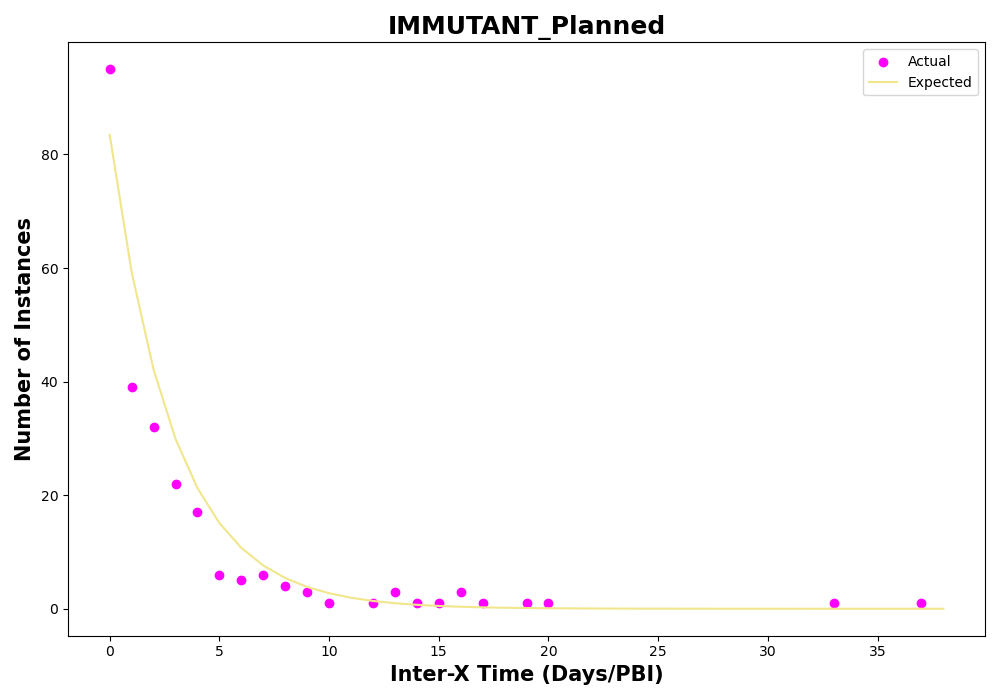 IMMUTANT_Planned
Actual
Expected
Number of Instances
80
60
40
20
0
0 5 10 15 20 25 30 35
Inter-X Time (Days/PBI)